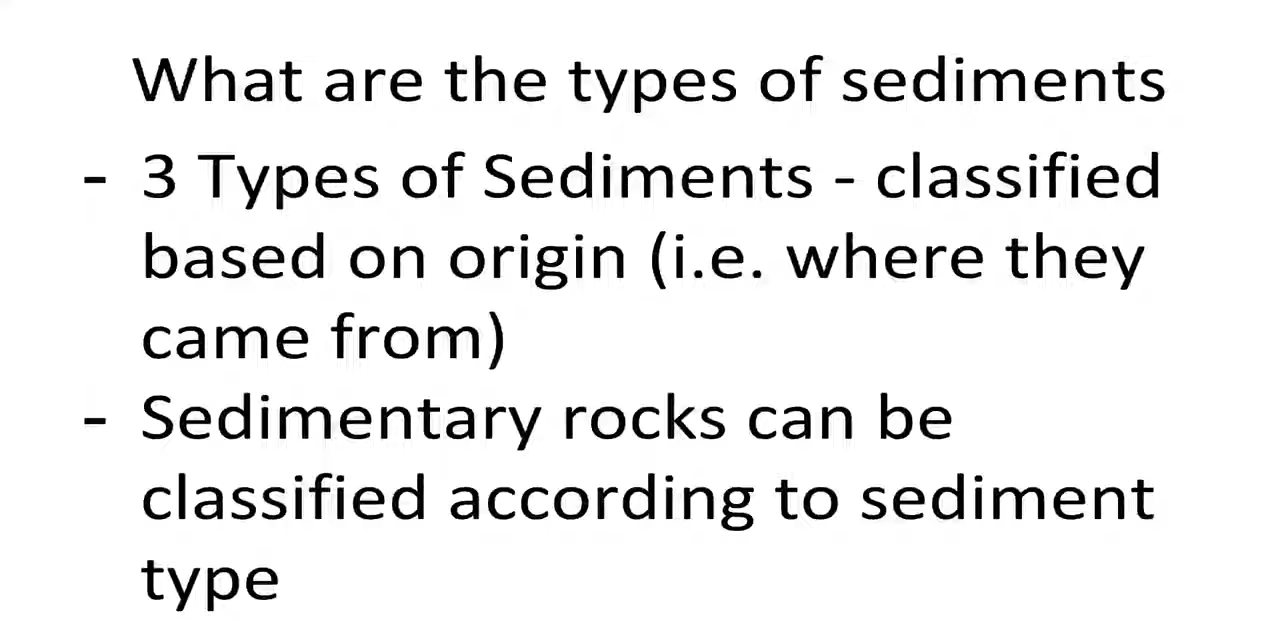 What are the types of sediments
- 3 Types of Sediments - classified
based on origin (i.e. where they
came from)
- Sedimentary rocks can be
classified according to sediment
type